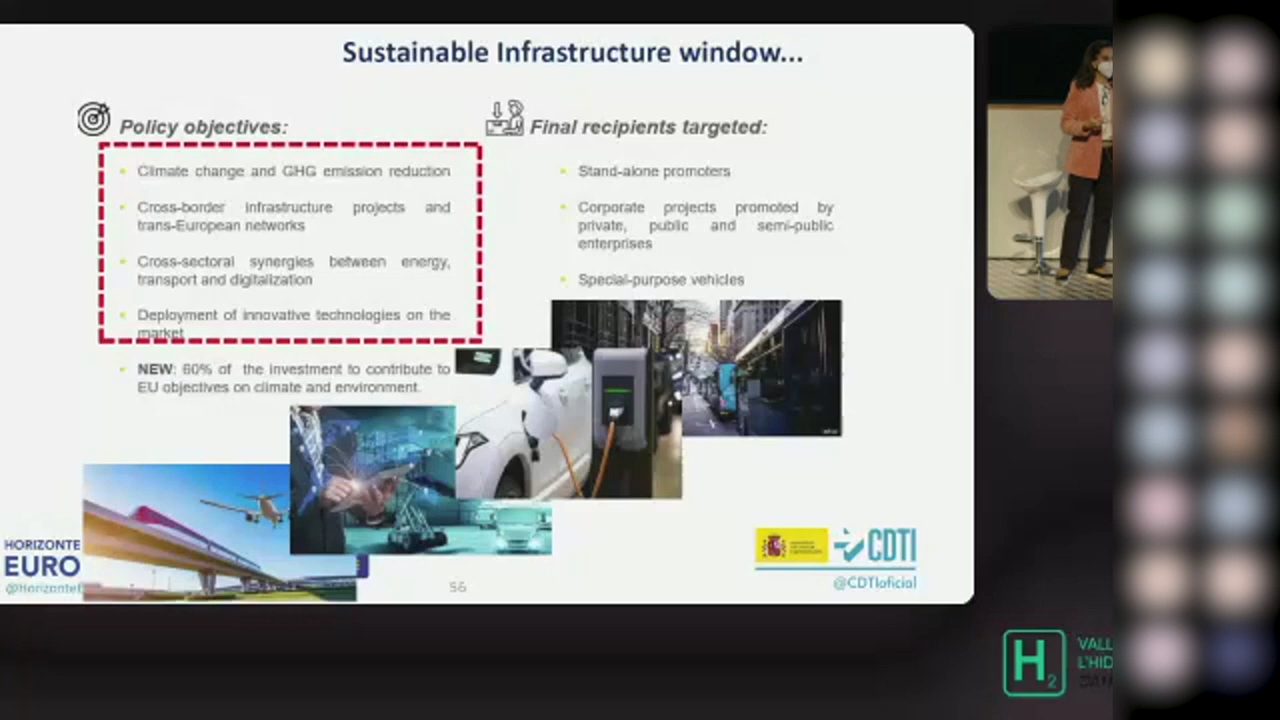 Sustainable Infrastructure window...
Policy objectives:
Climate change and GHG emission reduction
Cross-border infrastructure projects and
trans-European networks
Cross-sectoral synergies between energy,
transport and digitalization
Deployment of innovative technologies on the
market
NEW: 60% of the investment to contribute to
EU objectives on climate and environment.
Final recipients targeted:
Stand-alone promoters
Corporate projects promoted by
private, public and semi-public
enterprises
Special-purpose vehicles
HORIZONTE
EURO
@HorizonteE
56
CDTI
@CDTIoficial
H2
VALL
L'HID